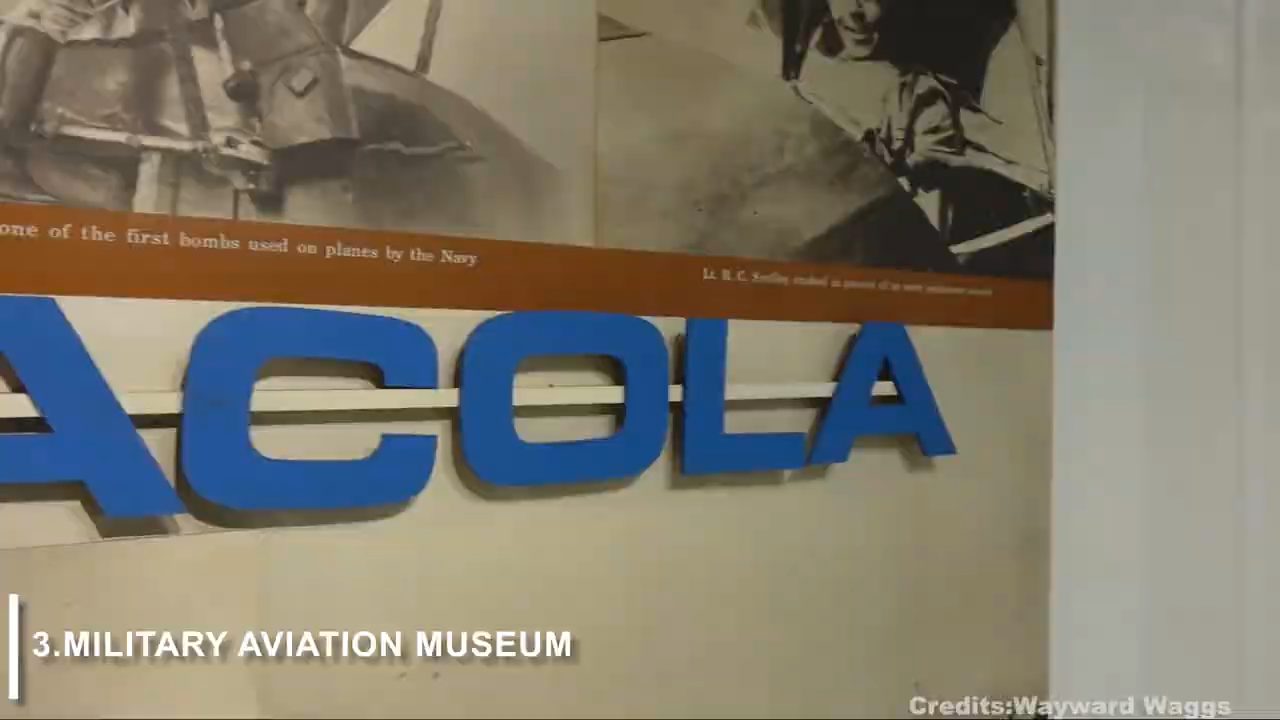 one of the first bombs used on planes by the Navy
Lt. R. C.
ACOLA
3.MILITARY AVIATION MUSEUM
Credits:Wayward Waggs